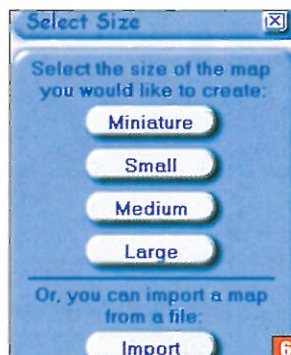 Select Size
Select the size of the map
you would like to create:
Miniature
Small
Medium
Large
Or, you can import a map
from a file:
Import
6